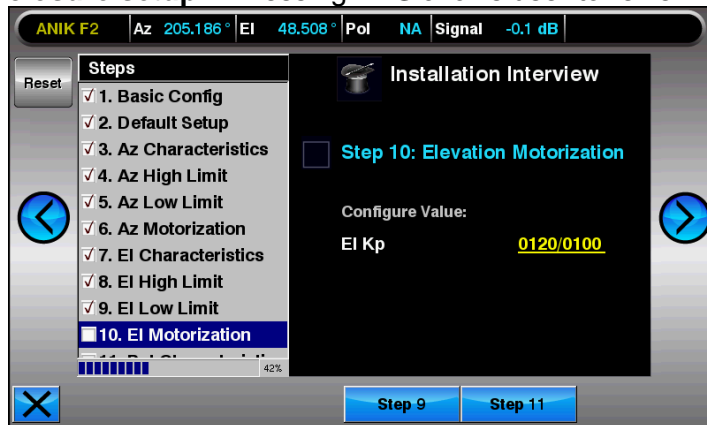 ANIK F2 Az 205.186° El 48.508° Pol NA Signal -0.1 dB
Reset
Steps
1. Basic Config
2. Default Setup
3. Az Characteristics
4. Az High Limit
5. Az Low Limit
6. Az Motorization
7. El Characteristics
8. El High Limit
9. El Low Limit
10. El Motorization
42%
Installation Interview
Step 10: Elevation Motorization
Configure Value:
El Kp 0120/0100
Step 9 Step 11